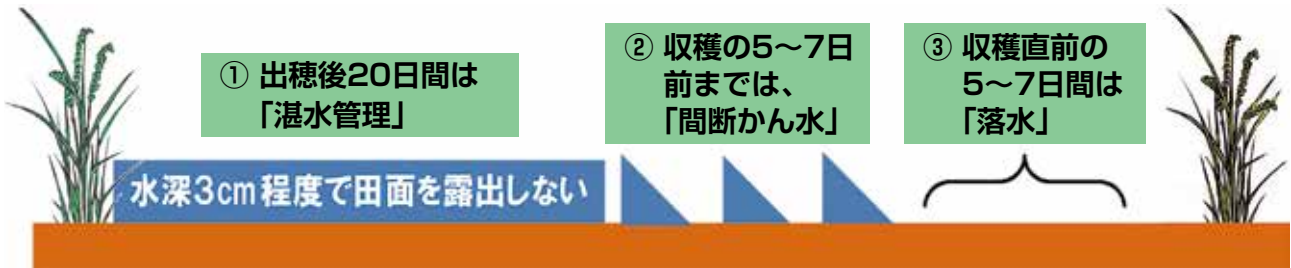 ① 出穂後20日間は
「湛水管理」
② 収穫の5〜7日
前までは、
「間断かん水」
③ 収穫直前の
5〜7日間は
「落水」
水深3cm程度で田面を露出しない